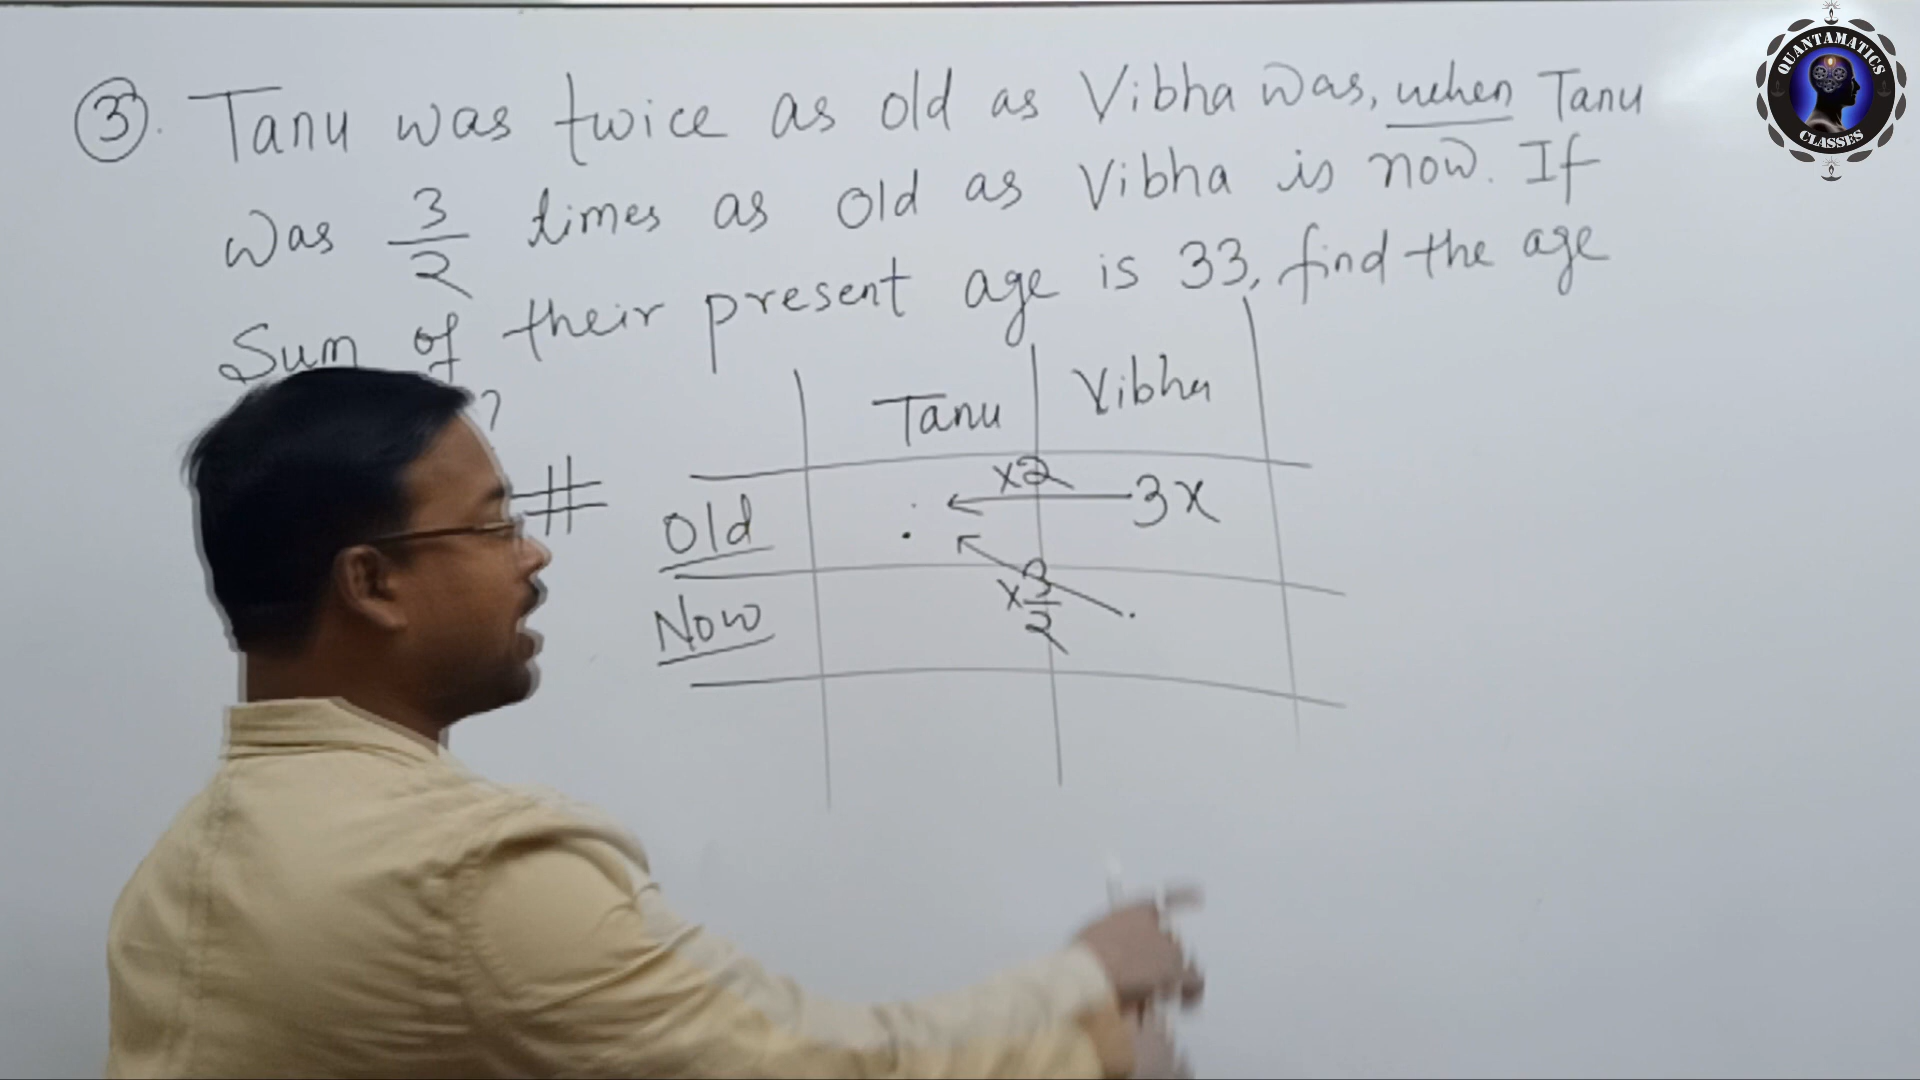 3. Tanu was twice as old as Vibha was, when Tanu
was 3/2 times as old as Vibha is now. If
Sum of their present age is 33, find the age
?
#
Tanu Vibha
Old ×2 3x
Now ×3/2
QUANTAMATICS
CLASSES